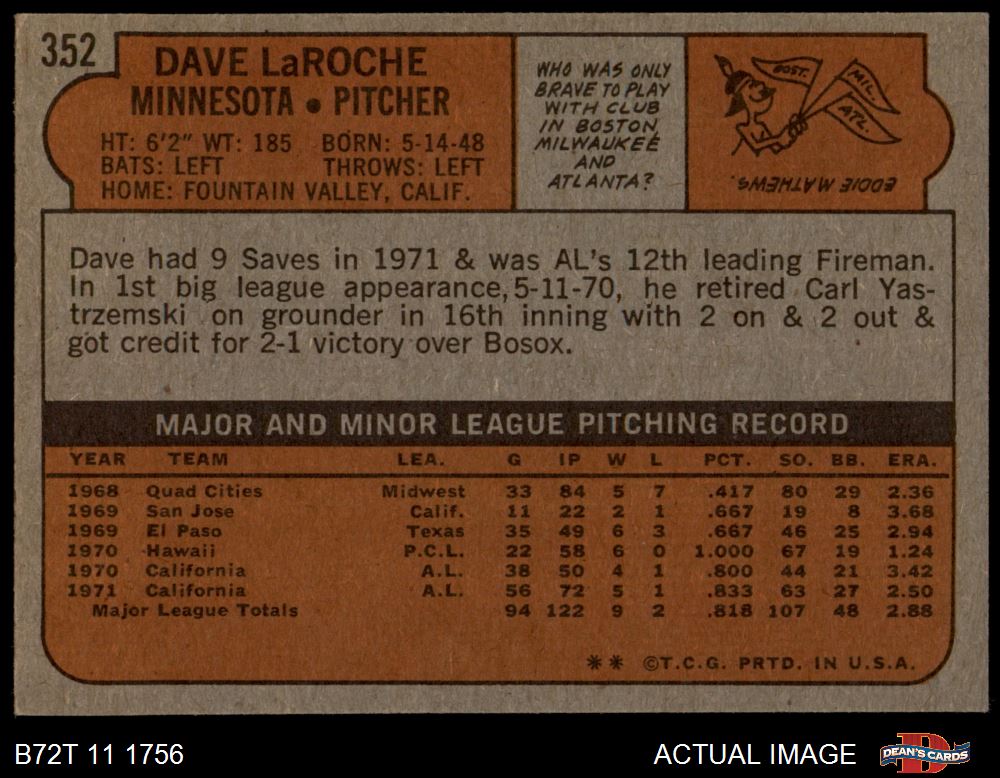 352
DAVE LaROCHE
MINNESOTA • PITCHER
HT: 6'2" WT: 185 BORN: 5-14-48
BATS: LEFT THROWS: LEFT
HOME: FOUNTAIN VALLEY, CALIF.
WHO WAS ONLY
BRAVE TO PLAY
WITH CLUB
IN BOSTON,
MILWAUKEE
AND
ATLANTA?
BOST.
MIL.
ATL.
EDDIE MATHEWS.
Dave had 9 Saves in 1971 & was AL's 12th leading Fireman.
In 1st big league appearance, 5-11-70, he retired Carl Yas-
trzemski on grounder in 16th inning with 2 on & 2 out &
got credit for 2-1 victory over Bosox.
MAJOR AND MINOR LEAGUE PITCHING RECORD
YEAR TEAM LEA. G IP W L PCT. SO. BB. ERA.
1968 Quad Cities Midwest 33 84 5 7 .417 80 29 2.36
1969 San Jose Calif. 11 22 2 1 .667 19 8 3.68
1969 El Paso Texas 35 49 6 3 .667 46 25 2.94
1970 Hawaii P.C.L. 22 58 6 0 1.000 67 19 1.24
1970 California A.L. 38 50 4 1 .800 44 21 3.42
1971 California A.L. 56 72 5 1 .833 63 27 2.50
Major League Totals 94 122 9 2 .818 107 48 2.88
** ©T.C.G. PRTD. IN U.S.A.
B72T 11 1756
ACTUAL IMAGE
D
DEAN'S CARDS